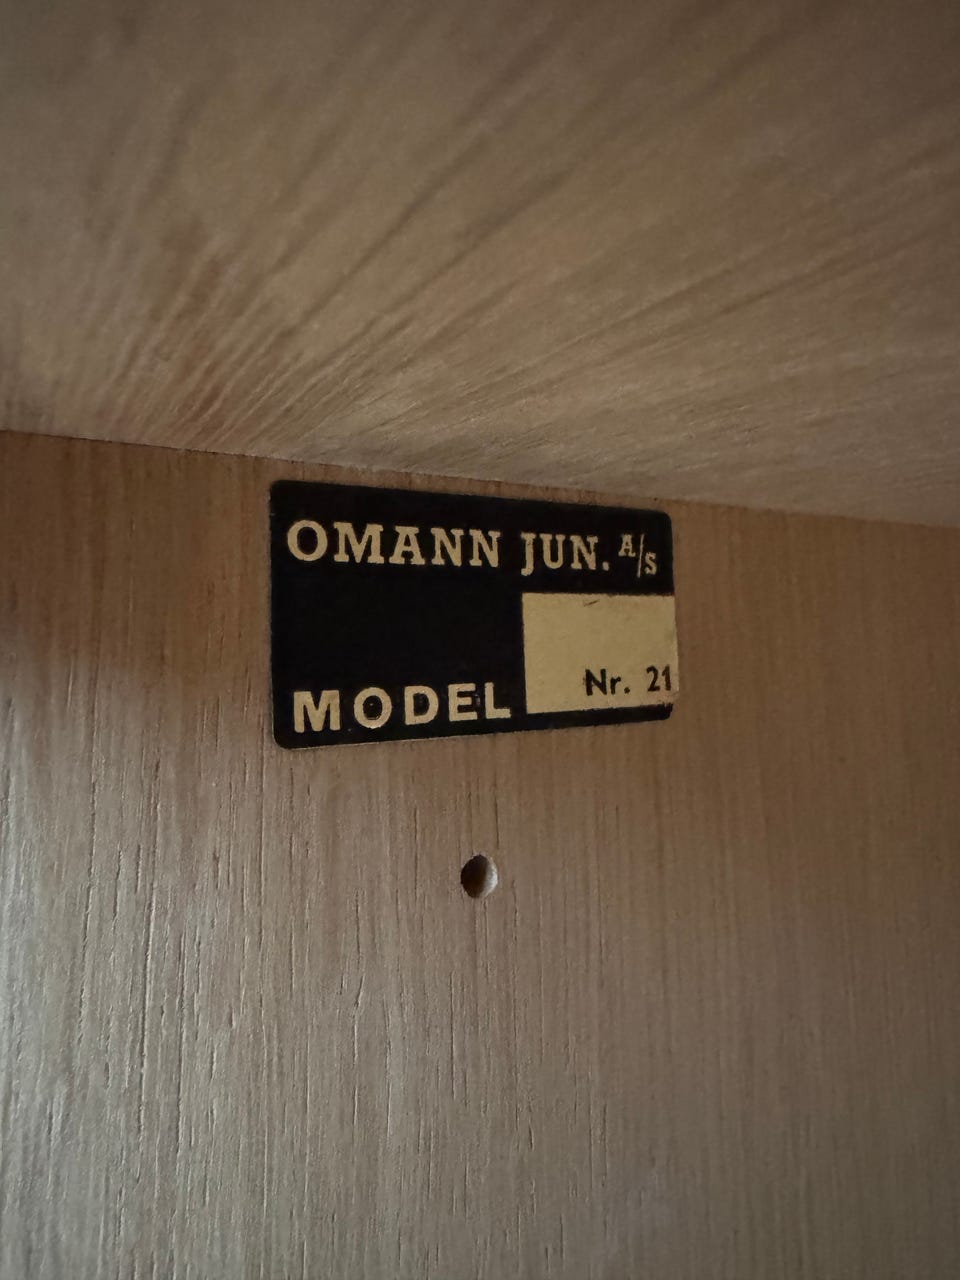 OMANN JUN. A/S
MODEL Nr. 21